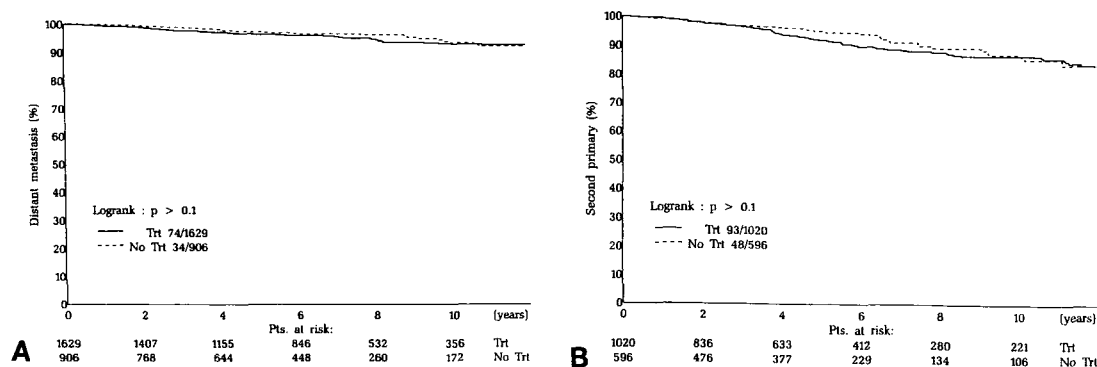 Distant metastasis (%)
100
90
80
70
60
50
40
30
20
10
0
Logrank : p > 0.1
Trt 74/1629
No Trt 34/906
0 2 4 6 8 10 (years)
Pts. at risk:
1629 1407 1155 846 532 356 Trt
906 768 644 448 260 172 No Trt
A
Second primary (%)
100
90
80
70
60
50
40
30
20
10
0
Logrank : p > 0.1
Trt 93/1020
No Trt 48/596
0 2 4 6 8 10 (years)
Pts. at risk:
1020 836 633 412 280 221 Trt
596 476 377 229 134 106 No Trt
B